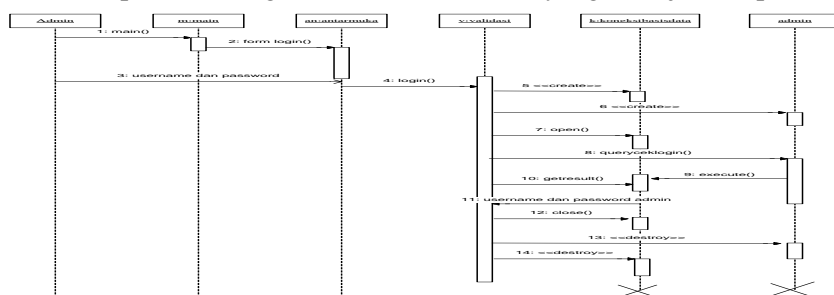 Admin
m:main
an:antarmuka
v:validasi
k:koneksibasisdata
admin
1: main()
2: form login()
3: username dan password
4: login()
5 <<create>>
6 <<create>>
7: open()
8: queryceklogin()
9: execute()
10: getresult()
11: username dan password admin
12: close()
13: <<destroy>>
14: <<destroy>>